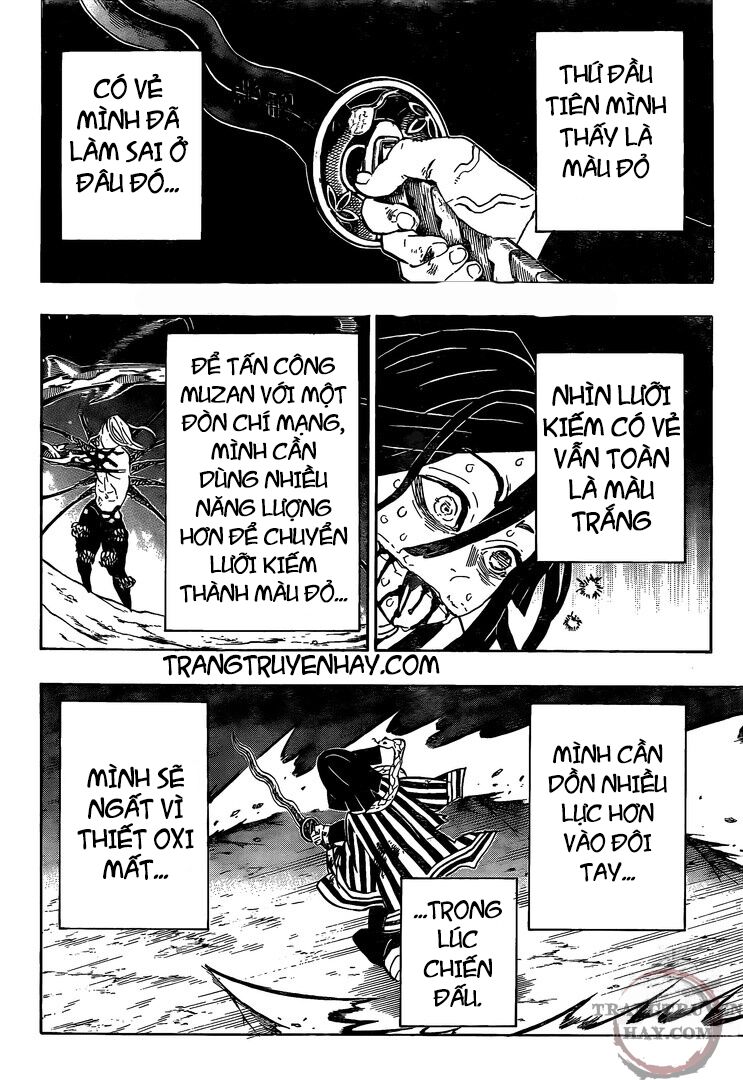 THỨ ĐẦU
TIÊN MÌNH
THẤY LÀ
MÀU ĐỎ
CÓ VẺ
MÌNH ĐÃ
LÀM SAI Ở
ĐÂU ĐÓ...
NHÌN LƯỠI
KIẾM CÓ VẺ
VẪN TOÀN
LÀ MÀU
TRẮNG
ĐỂ TẤN CÔNG
MUZAN VỚI MỘT
ĐÒN CHÍ MẠNG,
MÌNH CẦN
DÙNG NHIỀU
NĂNG LƯỢNG
HƠN ĐỂ CHUYỂN
LƯỠI KIẾM
THÀNH MÀU ĐỎ...
TRANGTRUYENHAY.COM
MÌNH CẦN
DỒN NHIỀU
LỰC HƠN
VÀO ĐÔI
TAY...
...TRONG
LÚC
CHIẾN
ĐẤU.
MÌNH SẼ
NGẤT VÌ
THIẾT OXI
MẤT...
TRANGTRUYEN
HAY.COM